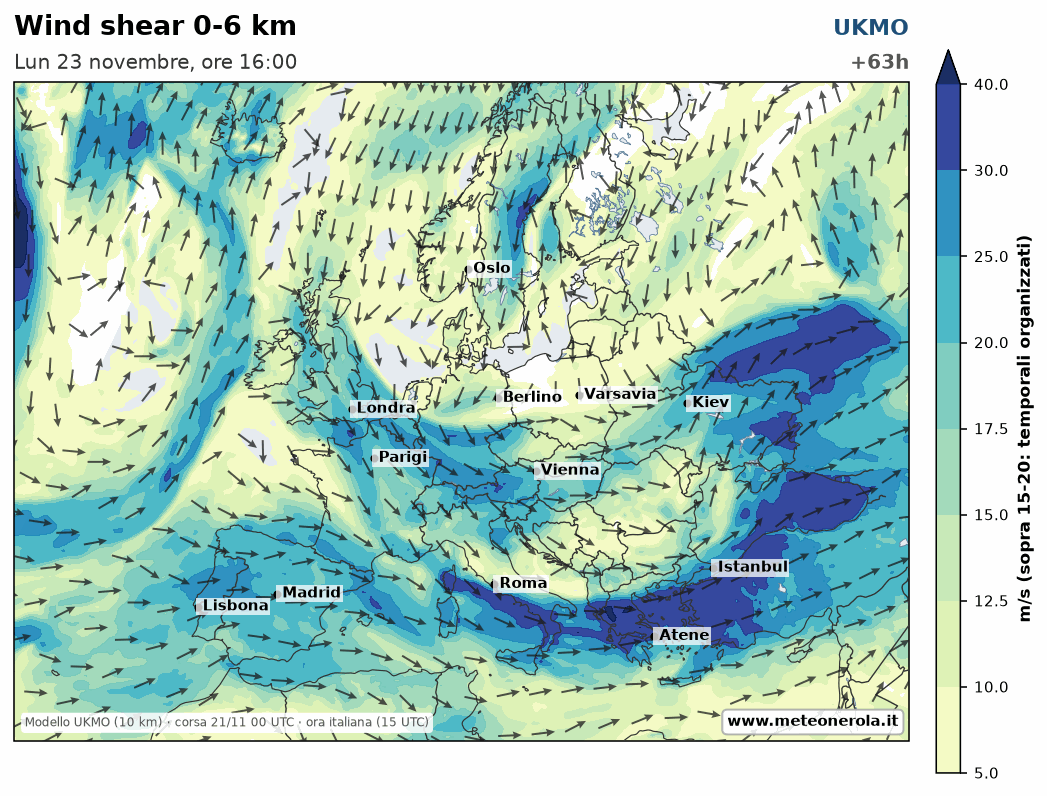 Wind shear 0-6 km
UKMO
Lun 23 novembre, ore 16:00
+63h
40.0
30.0
25.0
20.0
17.5
15.0
12.5
10.0
5.0
m/s (sopra 15-20: temporali organizzati)
Oslo
Berlino
Varsavia
Kiev
Londra
Parigi
Vienna
Istanbul
Roma
Madrid
Lisbona
Atene
Modello UKMO (10 km) · corsa 21/11 00 UTC · ora italiana (15 UTC)
www.meteonerola.it